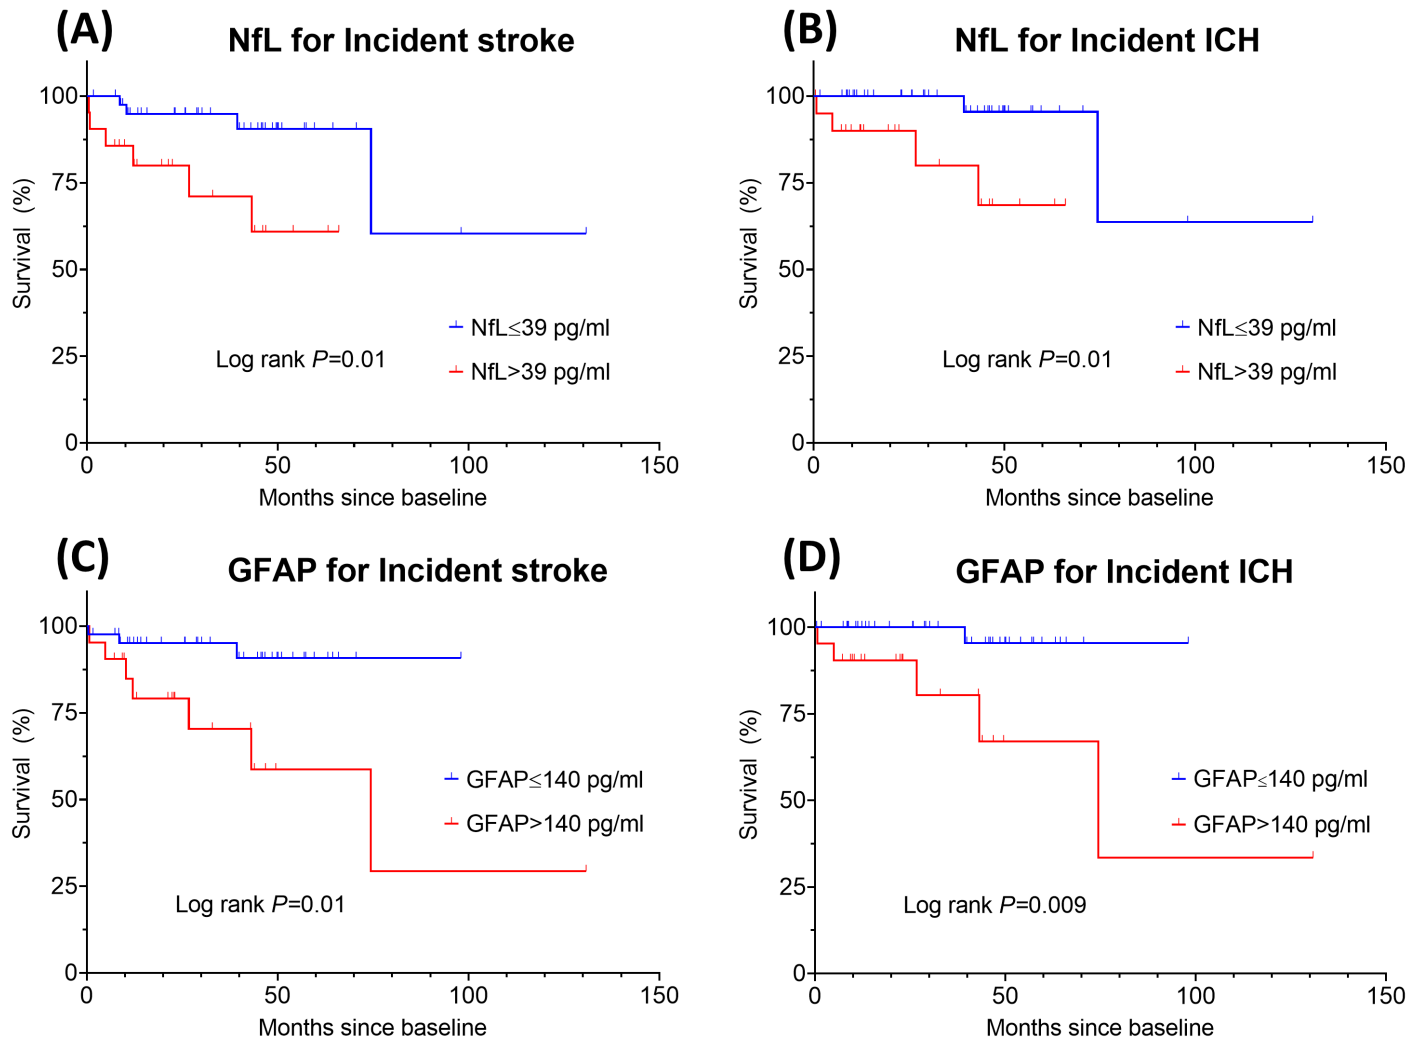 (A)
NfL for Incident stroke
100
75
50
25
0
Survival (%)
NfL≤39 pg/ml
NfL>39 pg/ml
Log rank P=0.01
0 50 100 150
Months since baseline
(B)
NfL for Incident ICH
100
75
50
25
0
Survival (%)
NfL≤39 pg/ml
NfL>39 pg/ml
Log rank P=0.01
0 50 100 150
Months since baseline
(C)
GFAP for Incident stroke
100
75
50
25
0
Survival (%)
GFAP≤140 pg/ml
GFAP>140 pg/ml
Log rank P=0.01
0 50 100 150
Months since baseline
(D)
GFAP for Incident ICH
100
75
50
25
0
Survival (%)
GFAP≤140 pg/ml
GFAP>140 pg/ml
Log rank P=0.009
0 50 100 150
Months since baseline